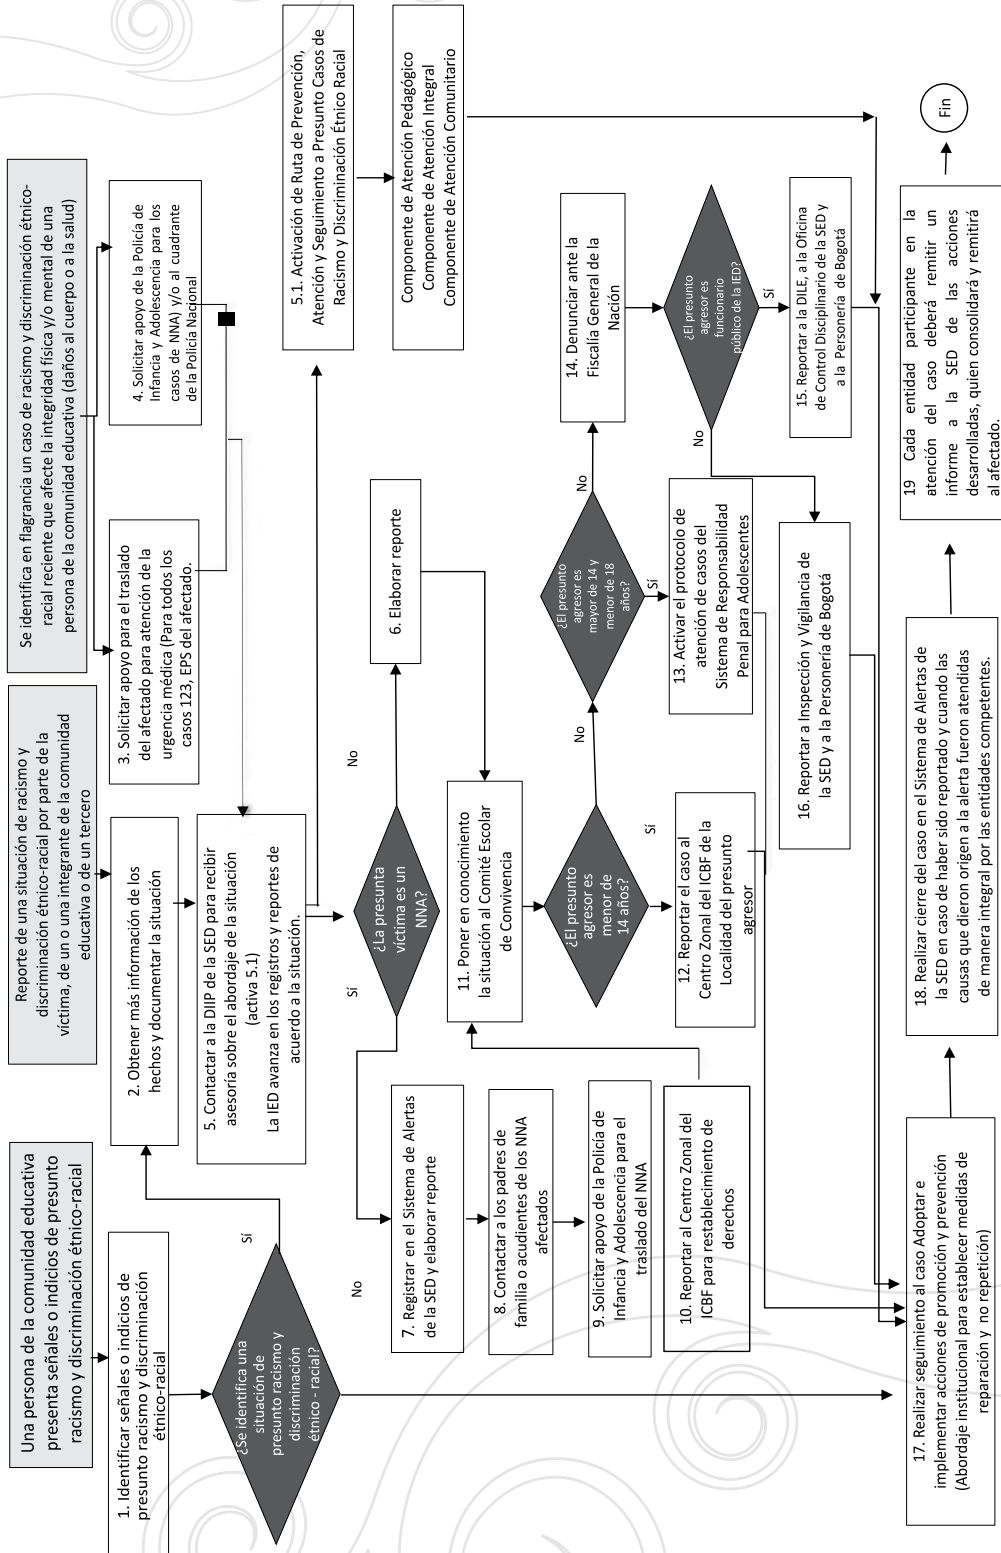 Una persona de la comunidad educativa
presenta señales o indicios de presunto
racismo y discriminación étnico-racial
Reporte de una situación de racismo y
discriminación étnico-racial por parte de la
víctima, de un o una integrante de la comunidad
educativa o de un tercero
Se identifica en flagrancia un caso de racismo y discriminación étnico-
racial reciente que afecte la integridad física y/o mental de una
persona de la comunidad educativa (daños al cuerpo o a la salud)
1. Identificar señales o indicios de
presunto racismo y discriminación
étnico-racial
¿Se identifica una
situación de
presunto racismo y
discriminación
étnico - racial?
Sí
No
2. Obtener más información de los
hechos y documentar la situación
3. Solicitar apoyo para el traslado
del afectado para atención de la
urgencia médica (Para todos los
casos 123, EPS del afectado.
4. Solicitar apoyo de la Policía de
Infancia y Adolescencia para los
casos de NNA) y/o al cuadrante
de la Policía Nacional
5. Contactar a la DIIP de la SED para recibir
asesoría sobre el abordaje de la situación
(activa 5.1)
La IED avanza en los registros y reportes de
acuerdo a la situación.
5.1. Activación de Ruta de Prevención,
Atención y Seguimiento a Presunto Casos de
Racismo y Discriminación Étnico Racial
Componente de Atención Pedagógico
Componente de Atención Integral
Componente de Atención Comunitario
¿La presunta
víctima es un
NNA?
Sí
No
6. Elaborar reporte
7. Registrar en el Sistema de Alertas
de la SED y elaborar reporte
8. Contactar a los padres de
familia o acudientes de los NNA
afectados
9. Solicitar apoyo de la Policía de
Infancia y Adolescencia para el
traslado del NNA
10. Reportar al Centro Zonal del
ICBF para restablecimiento de
derechos
11. Poner en conocimiento
la situación al Comité Escolar
de Convivencia
¿El presunto
agresor es
menor de
14 años?
Sí
No
12. Reportar el caso al
Centro Zonal del ICBF de la
Localidad del presunto
agresor
¿El presunto
agresor es
mayor de 14 y
menor de 18
años?
Sí
No
13. Activar el protocolo de
atención de casos del
Sistema de Responsabilidad
Penal para Adolescentes
14. Denunciar ante la
Fiscalía General de la
Nación
¿El presunto
agresor es
funcionario
público de la IED?
Sí
No
15. Reportar a la DILE, a la Oficina
de Control Disciplinario de la SED y
a la Personería de Bogotá
16. Reportar a Inspección y Vigilancia de
la SED y a la Personería de Bogotá
17. Realizar seguimiento al caso Adoptar e
implementar acciones de promoción y prevención
(Abordaje institucional para establecer medidas de
reparación y no repetición)
18. Realizar cierre del caso en el Sistema de Alertas de
la SED en caso de haber sido reportado y cuando las
causas que dieron origen a la alerta fueron atendidas
de manera integral por las entidades competentes.
19 Cada entidad participante en la
atención del caso deberá remitir un
informe a la SED de las acciones
desarrolladas, quien consolidará y remitirá
al afectado.
Fin